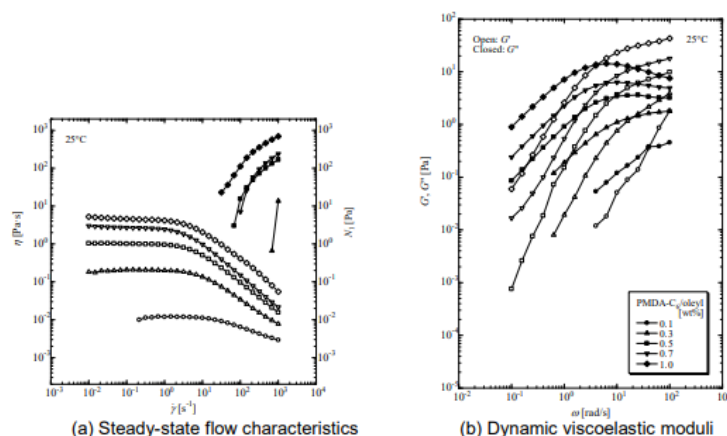 25°C
10³
10²
10¹
10⁰
10⁻¹
10⁻²
10⁻³
η [Pa·s]
10³
10²
10¹
10⁰
10⁻¹
10⁻²
10⁻³
N₁ [Pa]
10⁻³ 10⁻² 10⁻¹ 10⁰ 10¹ 10² 10³ 10⁴
γ̇ [s⁻¹]
(a) Steady-state flow characteristics
Open: G'
Closed: G''
25°C
10²
10¹
10⁰
10⁻¹
10⁻²
10⁻³
10⁻⁴
10⁻⁵
G', G'' [Pa]
[wt%]
0.1
0.3
0.5
0.7
1.0
10⁻² 10⁻¹ 10⁰ 10¹ 10²
ω [rad/s]
(b) Dynamic viscoelastic moduli